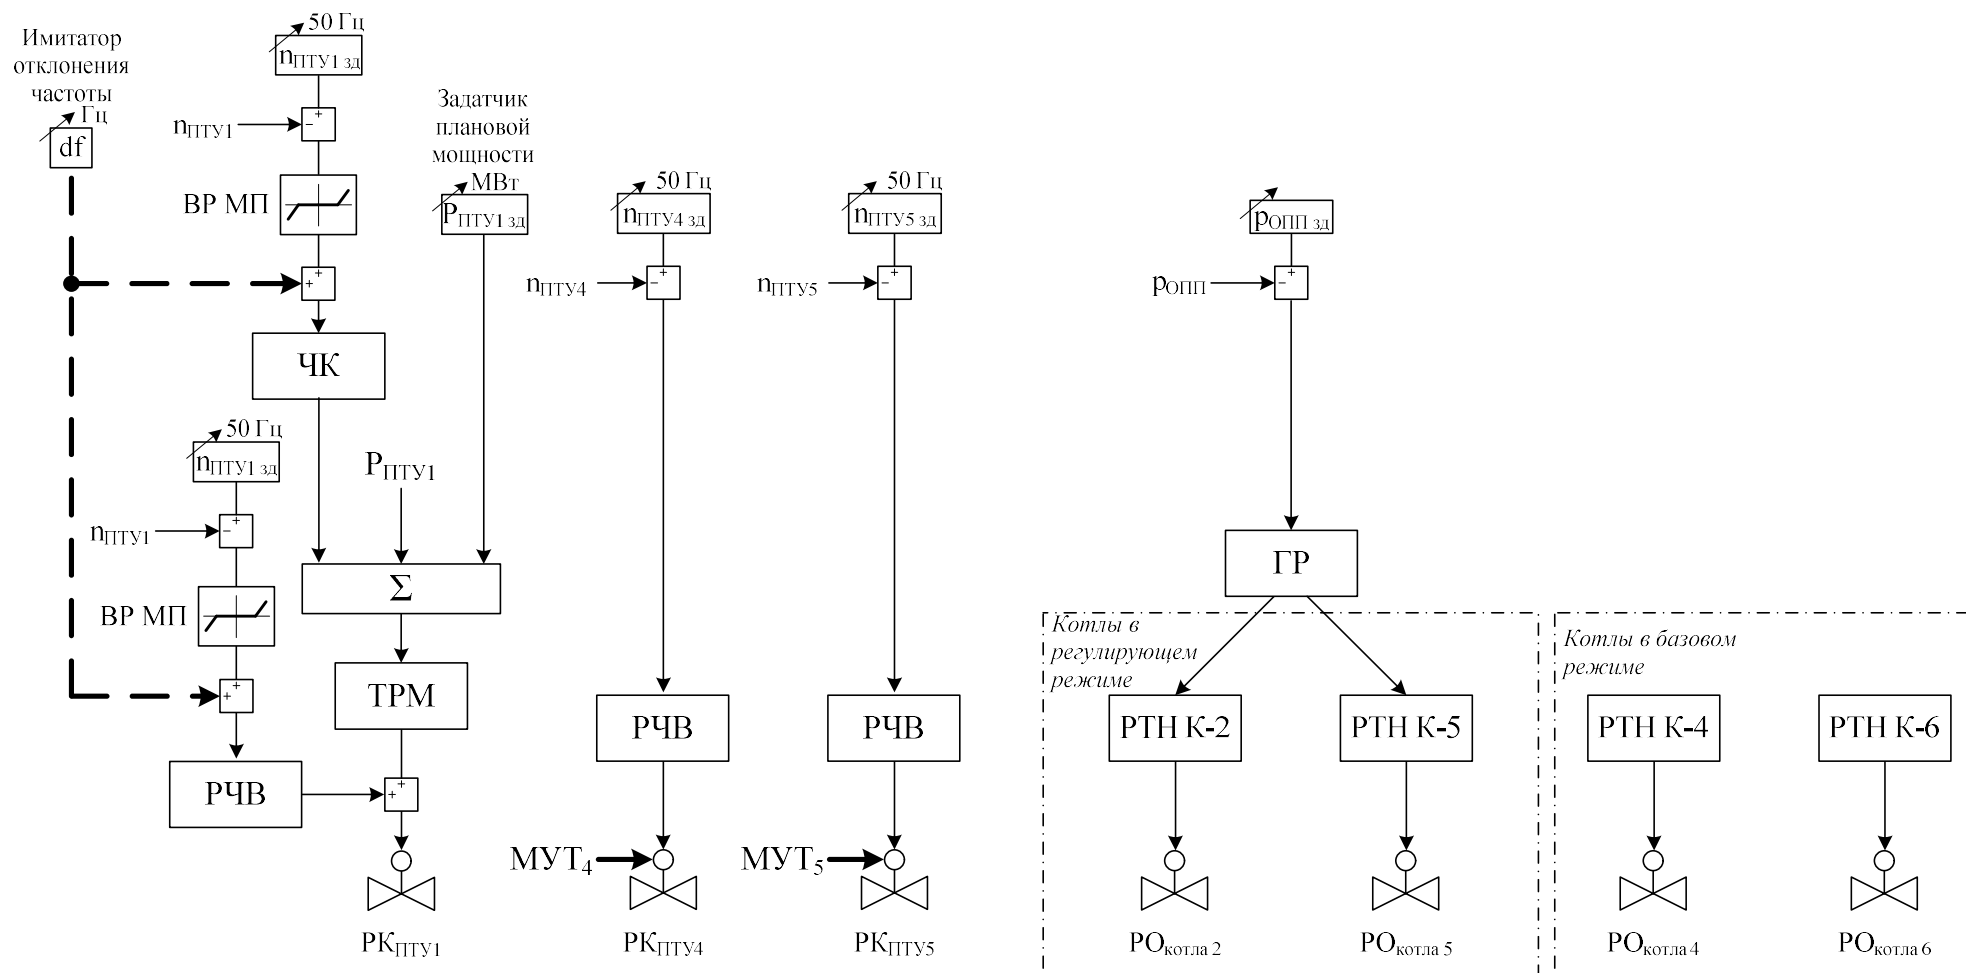 Имитатор
отклонения
частоты
Гц
df
50 Гц
nПТУ1 зд
nПТУ1
+
−
ВР МП
+
+
ЧК
50 Гц
nПТУ1 зд
nПТУ1
+
−
ВР МП
+
+
РЧВ
Задатчик
плановой
мощности
МВт
PПТУ1 зд
PПТУ1
Σ
ТРМ
+
+
РКПТУ1
50 Гц
nПТУ4 зд
nПТУ4
+
−
РЧВ
МУТ4
РКПТУ4
50 Гц
nПТУ5 зд
nПТУ5
+
−
РЧВ
МУТ5
РКПТУ5
pОПП зд
pОПП
+
−
ГР
Котлы в
регулирующем
режиме
РТН К-2
РТН К-5
РОкотла 2
РОкотла 5
Котлы в базовом
режиме
РТН К-4
РТН К-6
РОкотла 4
РОкотла 6